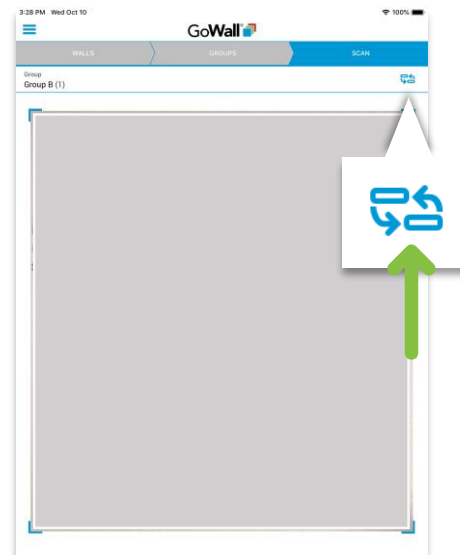 3:28 PM Wed Oct 10 100%
GoWall
WALLS GROUPS SCAN
Group
Group B (1)